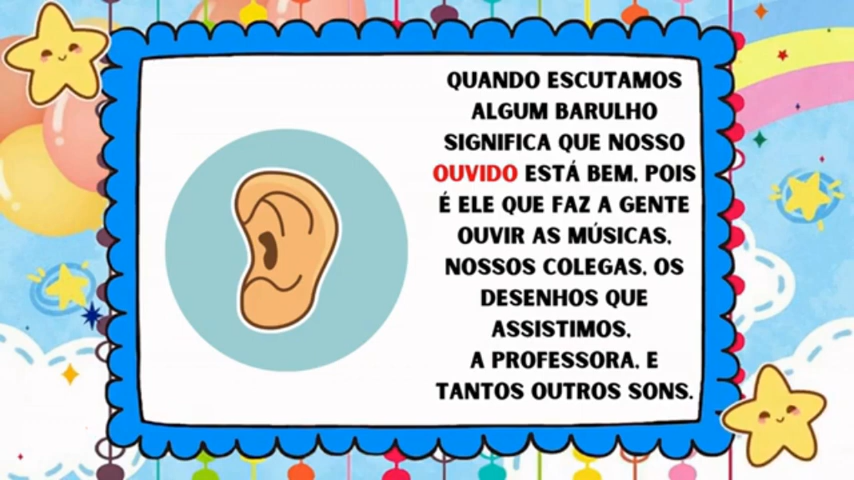 QUANDO ESCUTAMOS
ALGUM BARULHO
SIGNIFICA QUE NOSSO
OUVIDO ESTÁ BEM, POIS
É ELE QUE FAZ A GENTE
OUVIR AS MÚSICAS,
NOSSOS COLEGAS, OS
DESENHOS QUE
ASSISTIMOS,
A PROFESSORA, E
TANTOS OUTROS SONS.